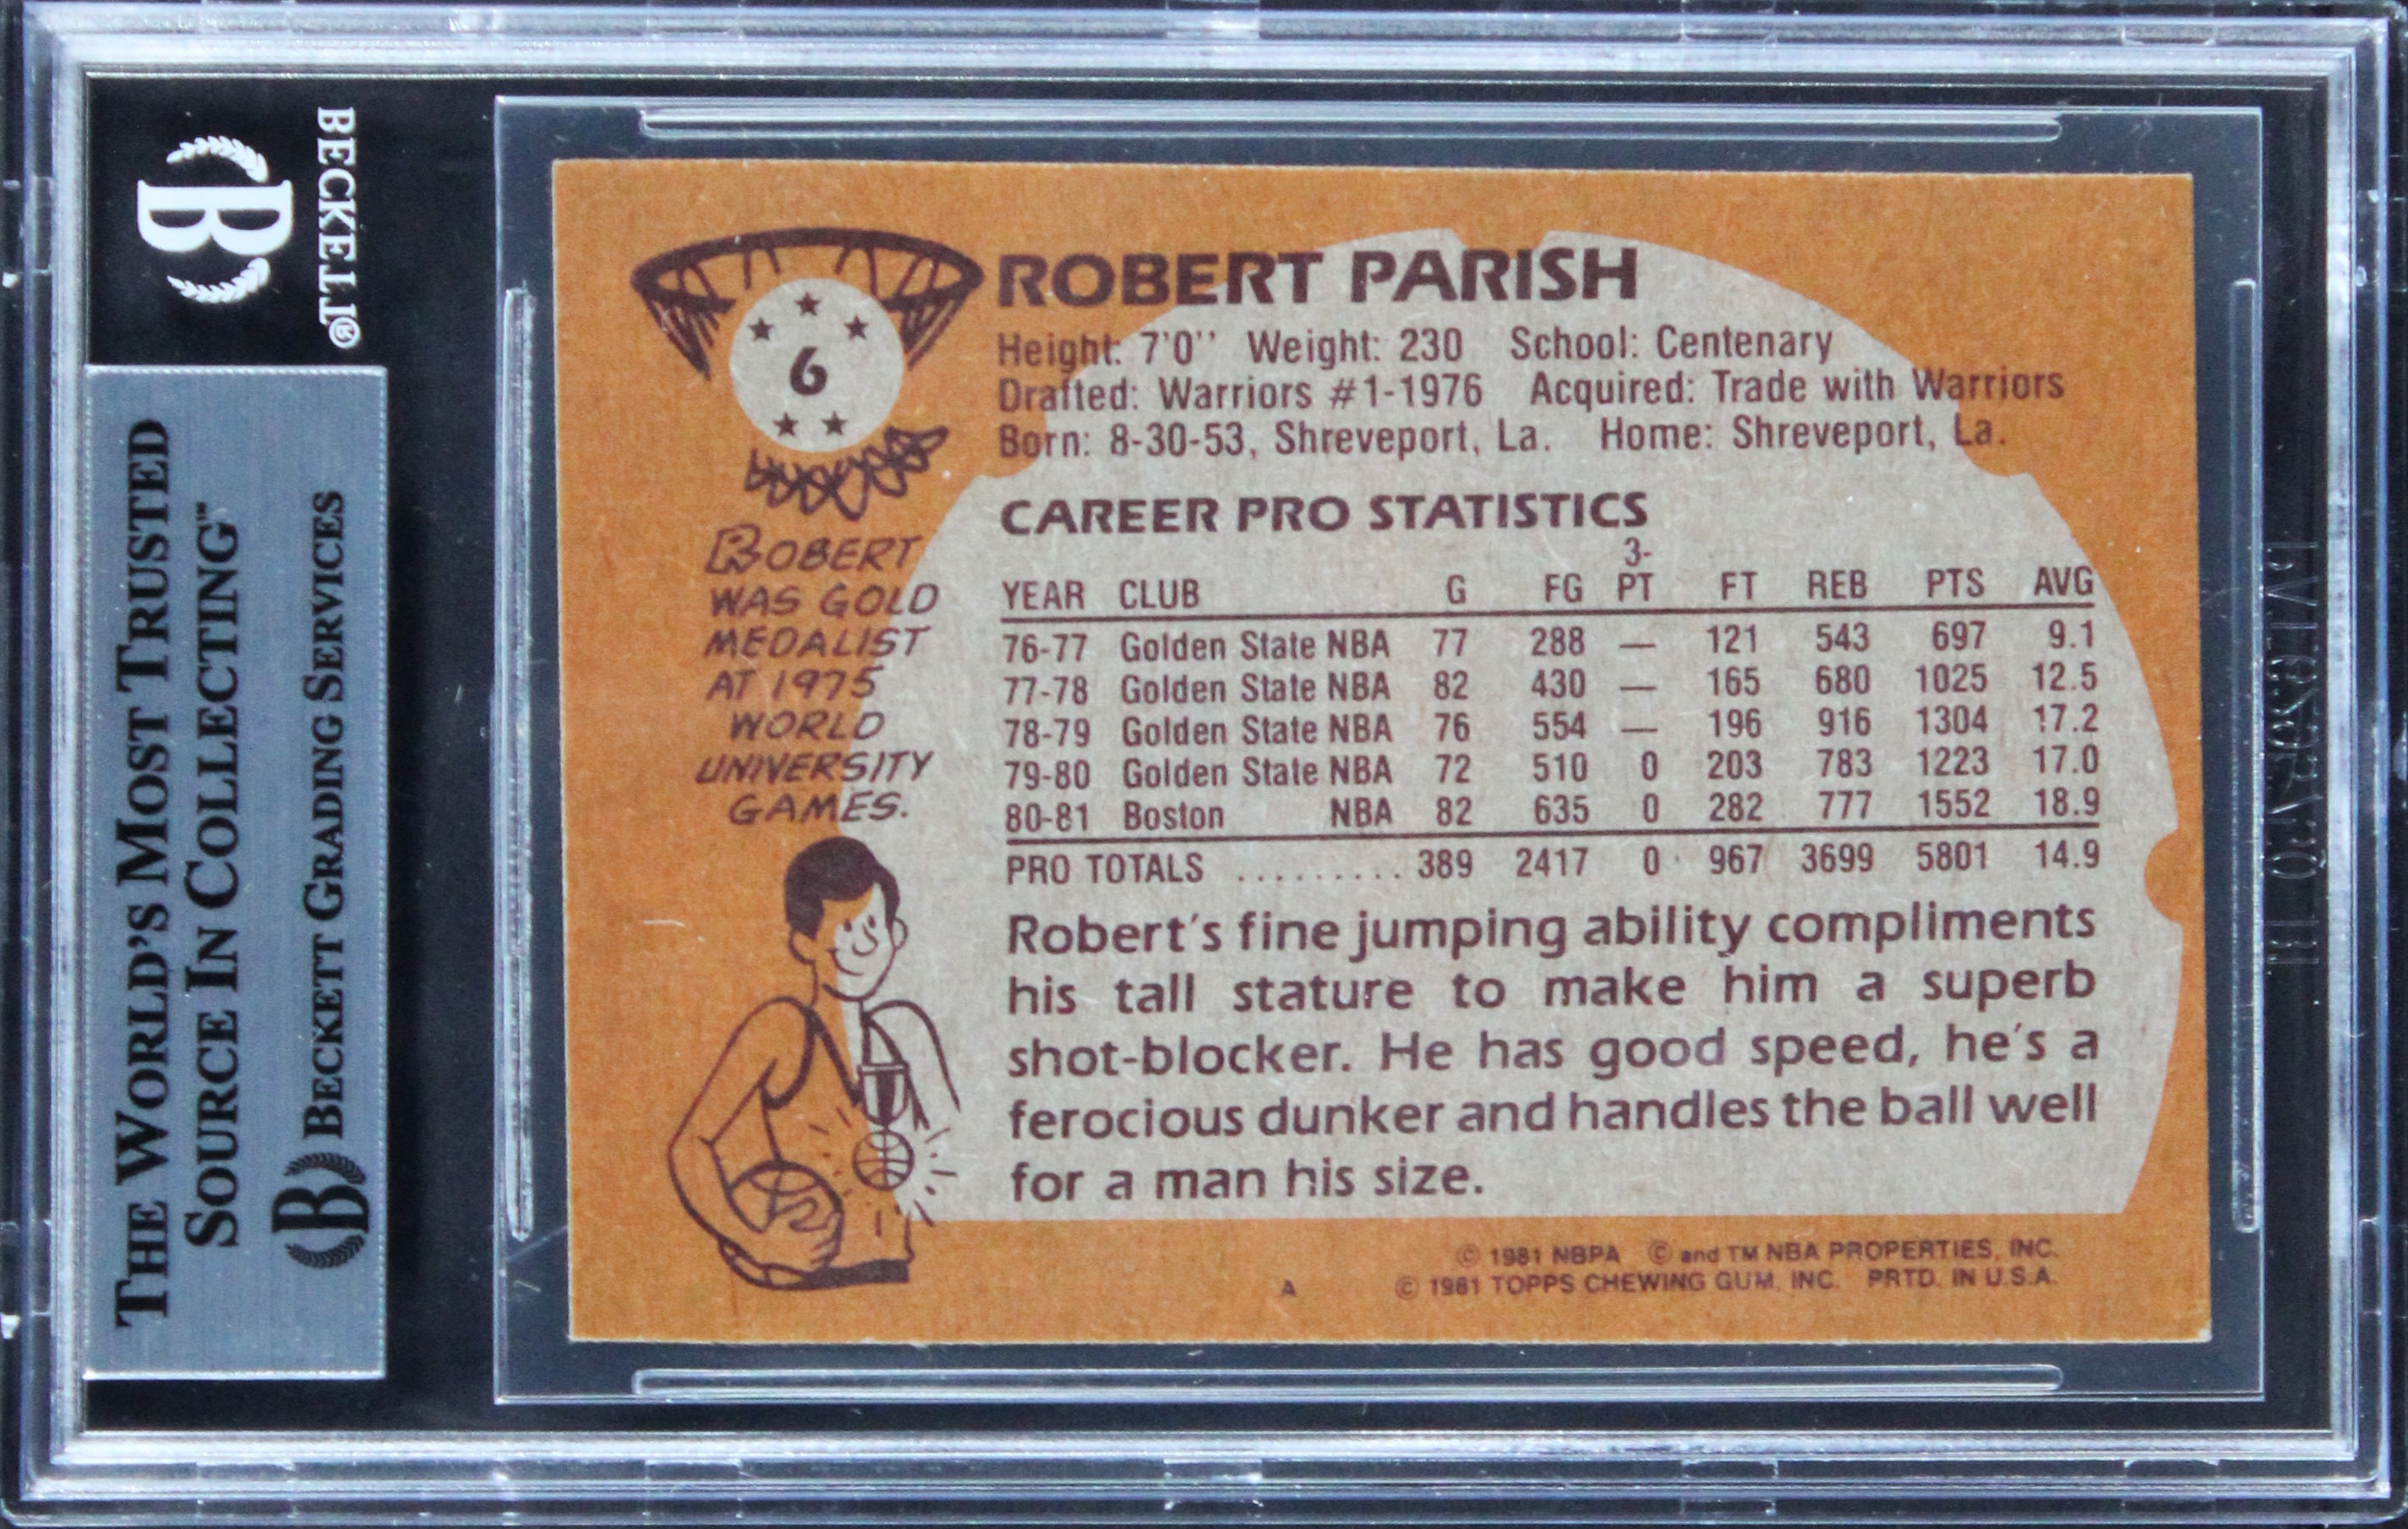 BECKETT®
B
THE WORLD'S MOST TRUSTED
SOURCE IN COLLECTING™
B BECKETT GRADING SERVICES
6
ROBERT PARISH
Height: 7'0'' Weight: 230 School: Centenary
Drafted: Warriors #1-1976 Acquired: Trade with Warriors
Born: 8-30-53, Shreveport, La. Home: Shreveport, La.
ROBERT
WAS GOLD
MEDALIST
AT 1975
WORLD
UNIVERSITY
GAMES.
CAREER PRO STATISTICS
YEAR CLUB G FG 3-PT FT REB PTS AVG
76-77 Golden State NBA 77 288 — 121 543 697 9.1
77-78 Golden State NBA 82 430 — 165 680 1025 12.5
78-79 Golden State NBA 76 554 — 196 916 1304 17.2
79-80 Golden State NBA 72 510 0 203 783 1223 17.0
80-81 Boston NBA 82 635 0 282 777 1552 18.9
PRO TOTALS ......... 389 2417 0 967 3699 5801 14.9
Robert's fine jumping ability compliments
his tall stature to make him a superb
shot-blocker. He has good speed, he's a
ferocious dunker and handles the ball well
for a man his size.
© 1981 NBPA © and TM NBA PROPERTIES, INC.
A © 1981 TOPPS CHEWING GUM, INC. PRTD. IN U.S.A.